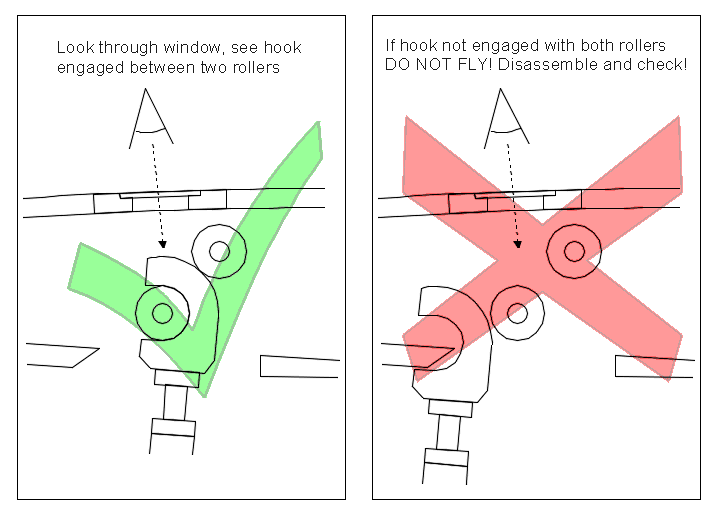 Look through window, see hook
engaged between two rollers
If hook not engaged with both rollers
DO NOT FLY! Disassemble and check!